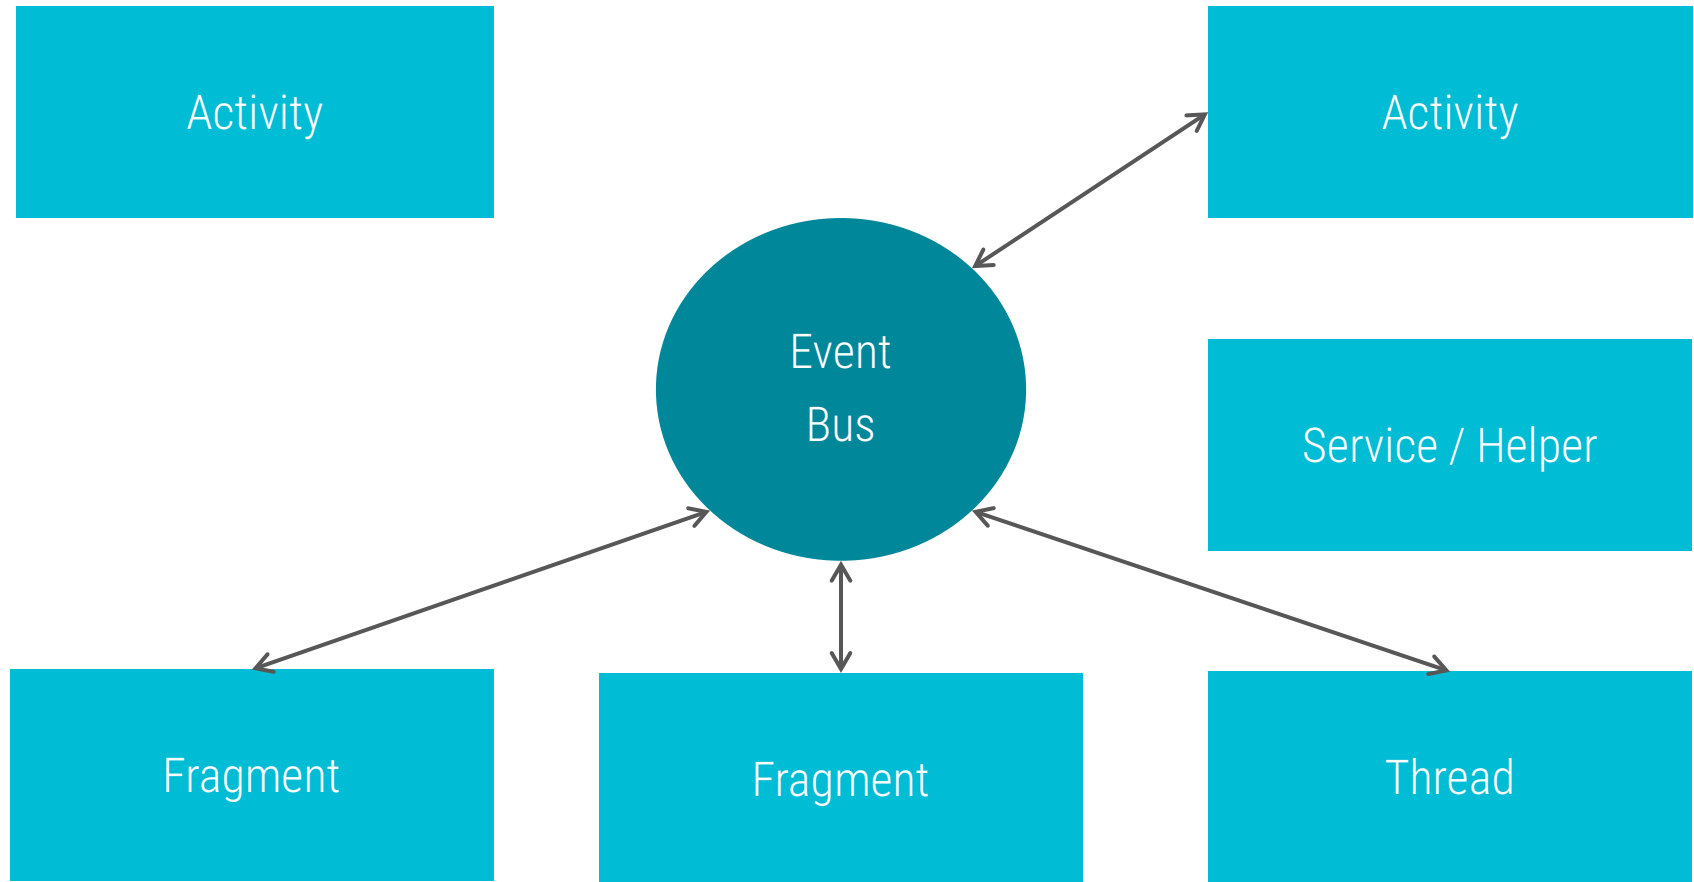 Activity
Activity
Event
Bus
Service / Helper
Fragment
Fragment
Thread